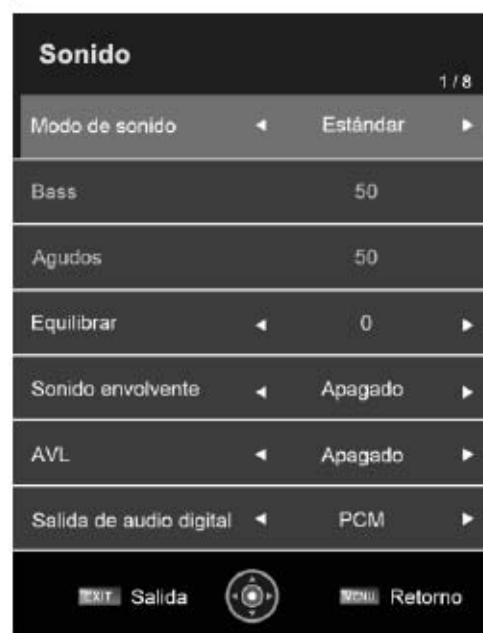 Sonido
1 / 8
Modo de sonido ◄ Estándar ►
Bass 50
Agudos 50
Equilibrar ◄ 0 ►
Sonido envolvente ◄ Apagado ►
AVL ◄ Apagado ►
Salida de audio digital ◄ PCM ►
EXIT Salida MENU Retorno